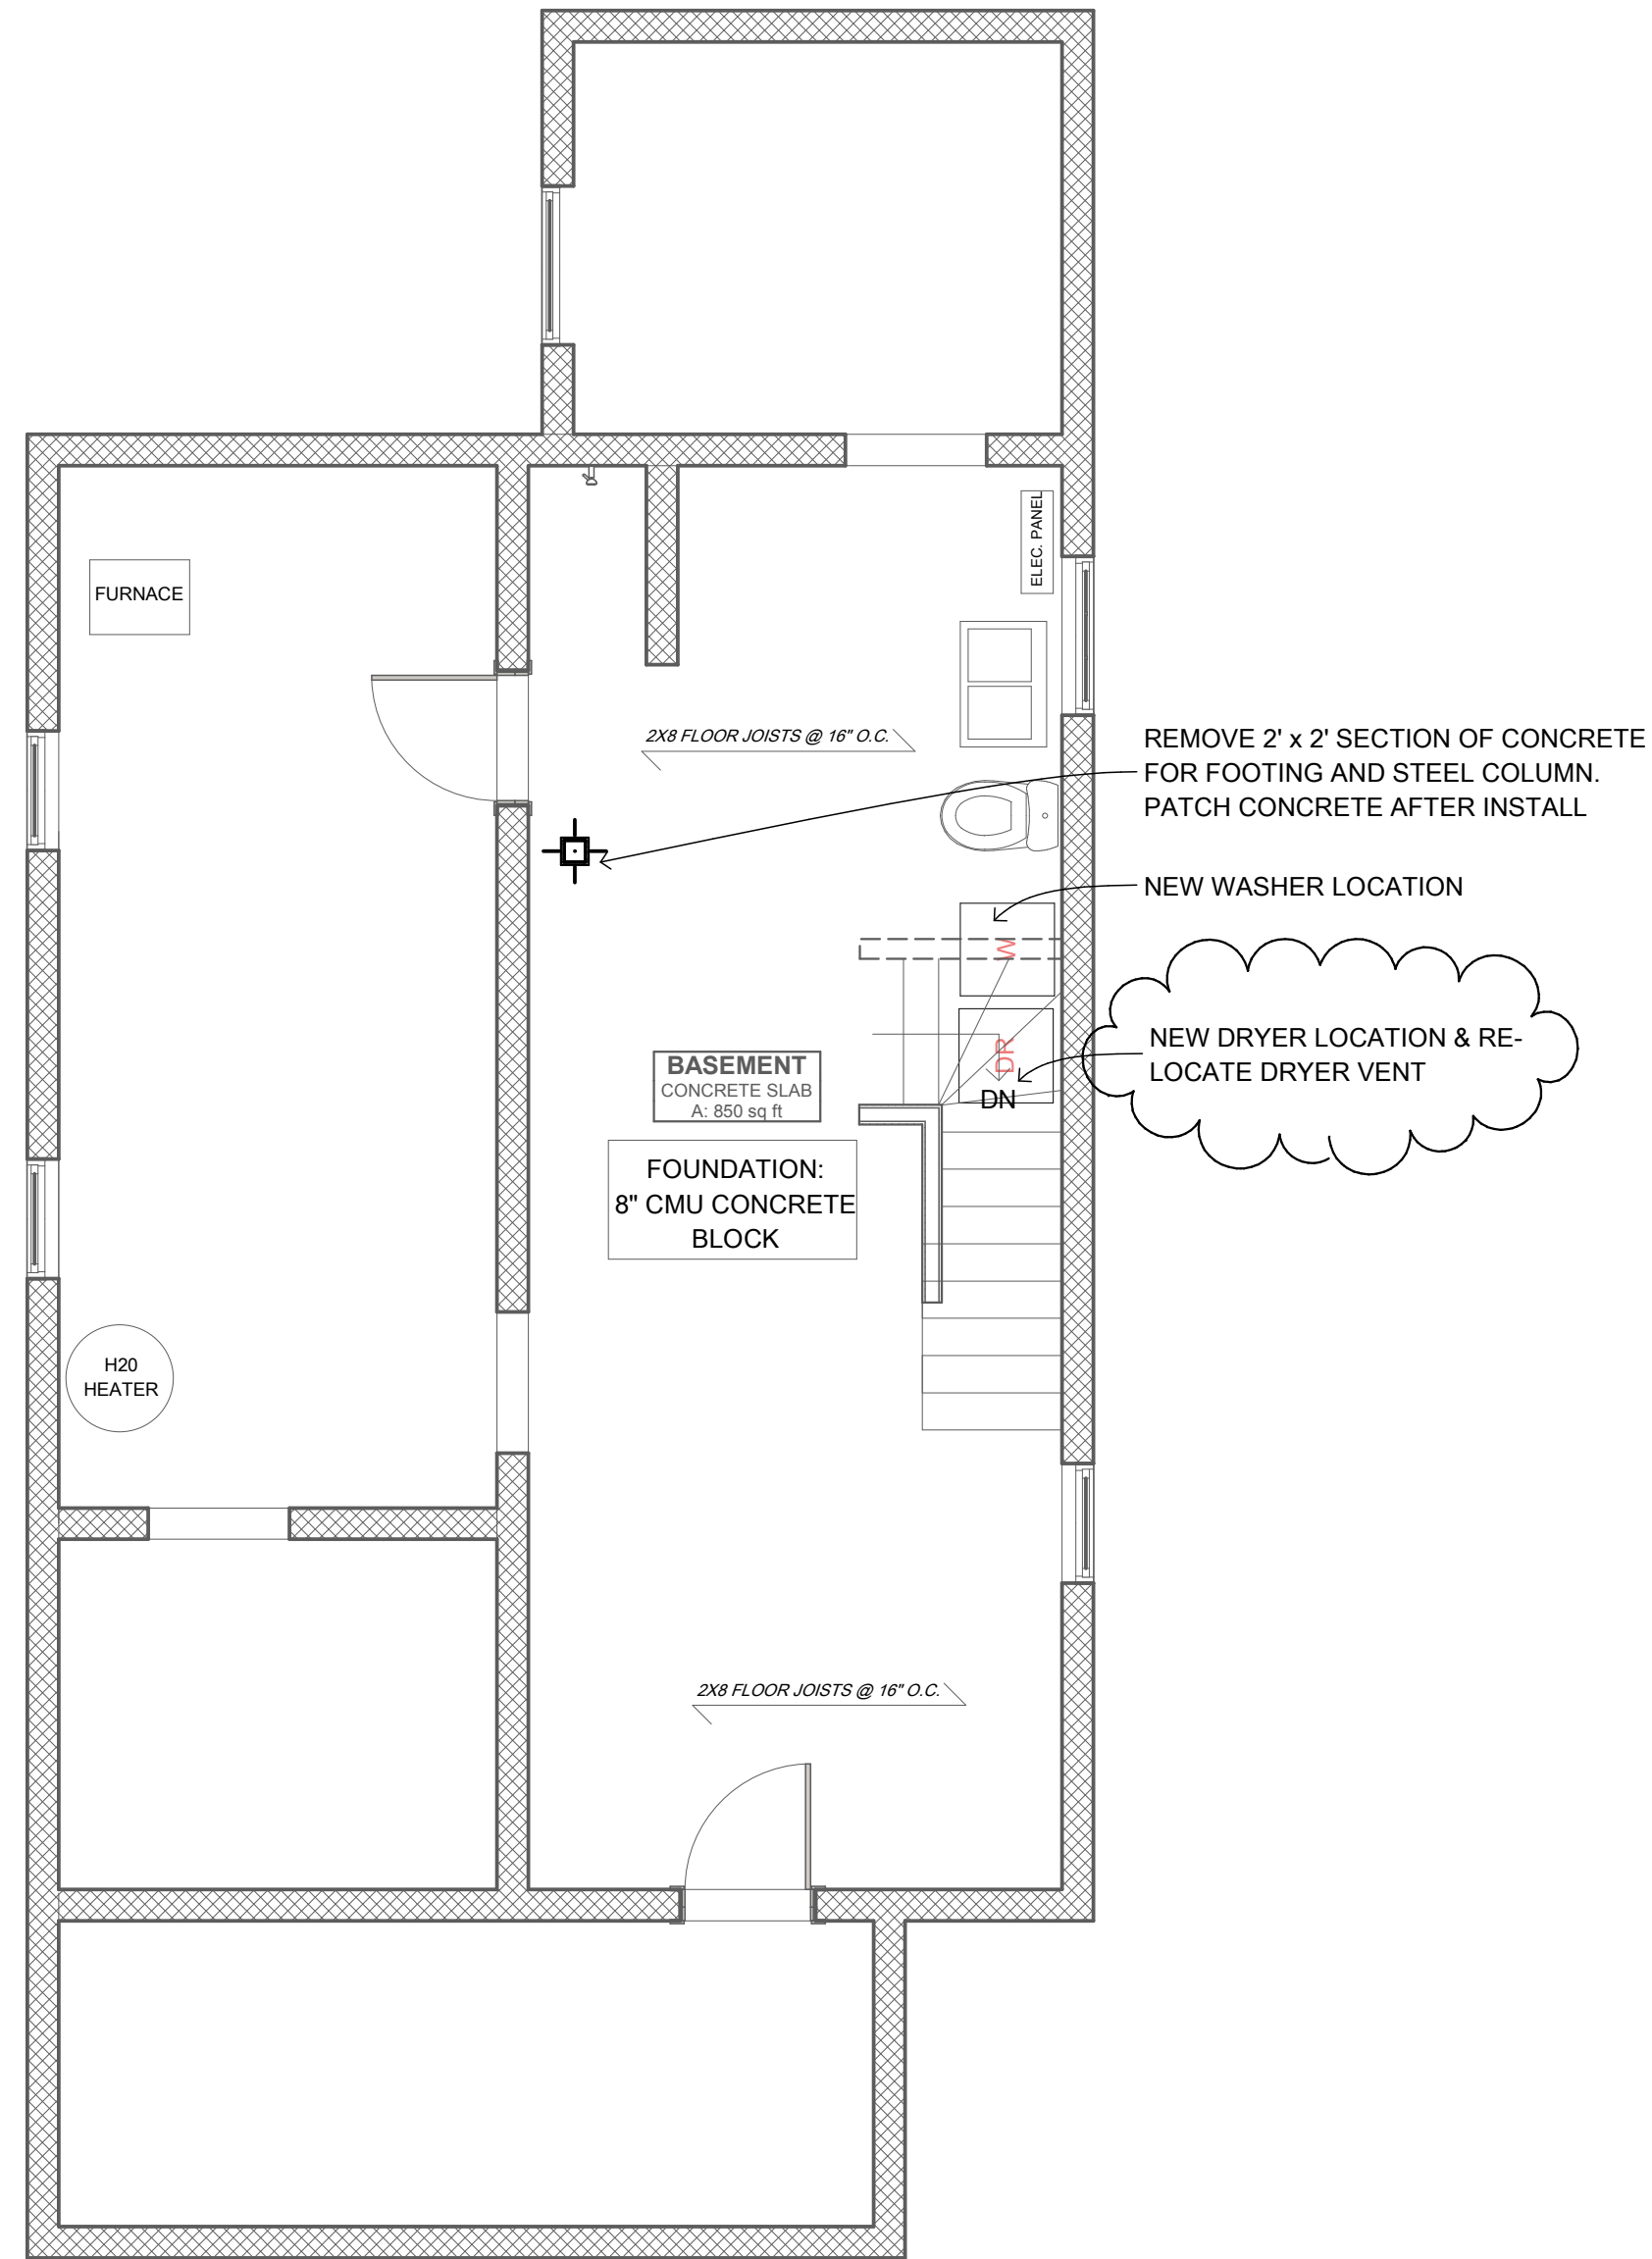 ELEC. PANEL
FURNACE
2X8 FLOOR JOISTS @ 16" O.C.
REMOVE 2' x 2' SECTION OF CONCRETE
FOR FOOTING AND STEEL COLUMN.
PATCH CONCRETE AFTER INSTALL
NEW WASHER LOCATION
W
NEW DRYER LOCATION & RE-
LOCATE DRYER VENT
DR
DN
BASEMENT
CONCRETE SLAB
A: 850 sq ft
FOUNDATION:
8" CMU CONCRETE
BLOCK
H20
HEATER
2X8 FLOOR JOISTS @ 16" O.C.